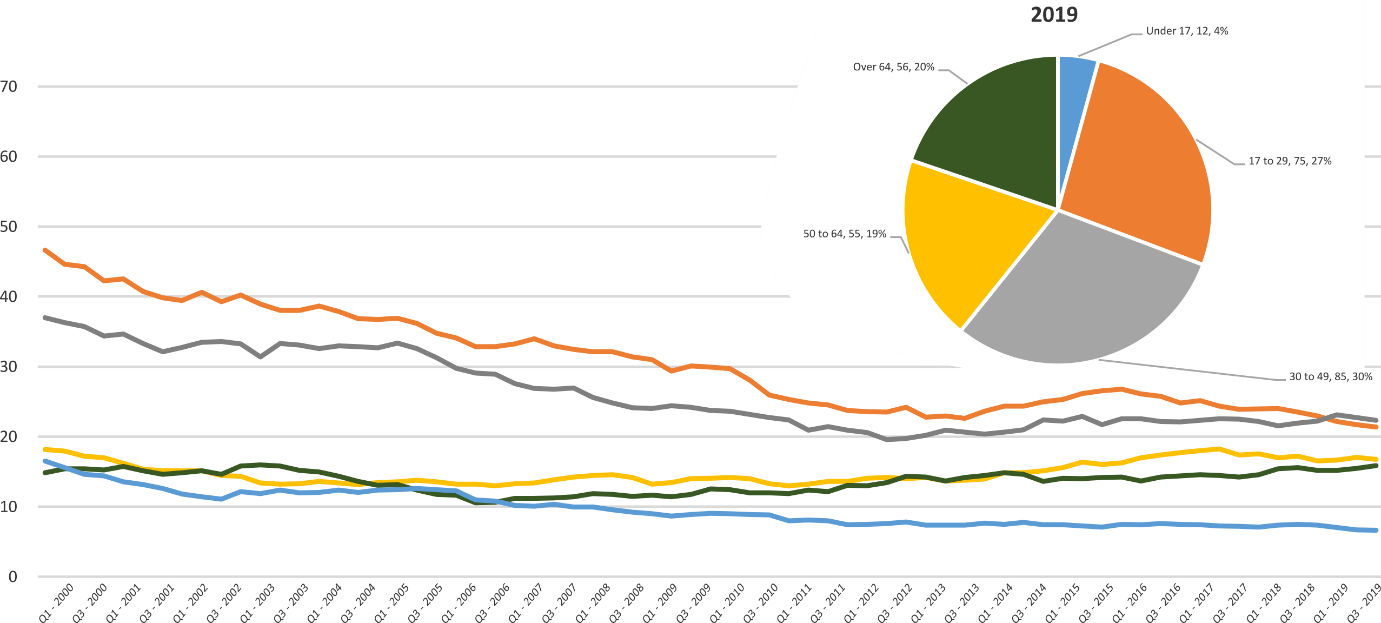 2019
Under 17, 12, 4%
Over 64, 56, 20%
17 to 29, 75, 27%
50 to 64, 55, 19%
30 to 49, 85, 30%
70
60
50
40
30
20
10
0
Q1 - 2000
Q3 - 2000
Q1 - 2001
Q3 - 2001
Q1 - 2002
Q3 - 2002
Q1 - 2003
Q3 - 2003
Q1 - 2004
Q3 - 2004
Q1 - 2005
Q3 - 2005
Q1 - 2006
Q3 - 2006
Q1 - 2007
Q3 - 2007
Q1 - 2008
Q3 - 2008
Q1 - 2009
Q3 - 2009
Q1 - 2010
Q3 - 2010
Q1 - 2011
Q3 - 2011
Q1 - 2012
Q3 - 2012
Q1 - 2013
Q3 - 2013
Q1 - 2014
Q3 - 2014
Q1 - 2015
Q3 - 2015
Q1 - 2016
Q3 - 2016
Q1 - 2017
Q3 - 2017
Q1 - 2018
Q3 - 2018
Q1 - 2019
Q3 - 2019